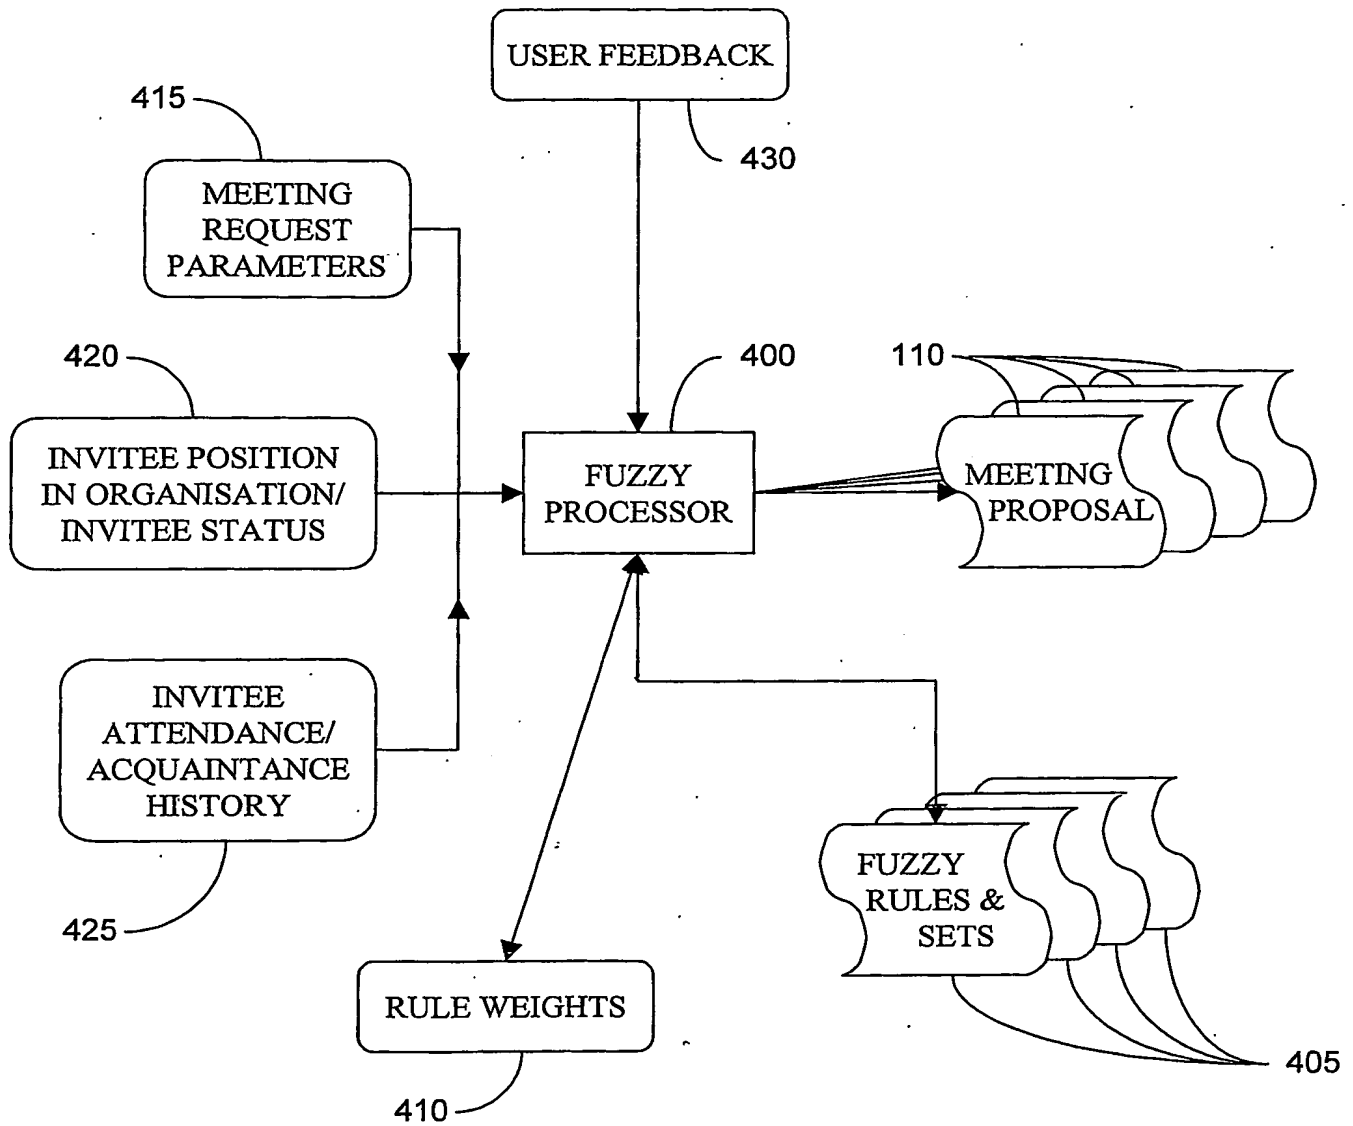 USER FEEDBACK
430
415
MEETING
REQUEST
PARAMETERS
420
INVITEE POSITION
IN ORGANISATION/
INVITEE STATUS
400
FUZZY
PROCESSOR
110
MEETING
PROPOSAL
INVITEE
ATTENDANCE/
ACQUAINTANCE
HISTORY
425
RULE WEIGHTS
410
FUZZY
RULES &
SETS
405